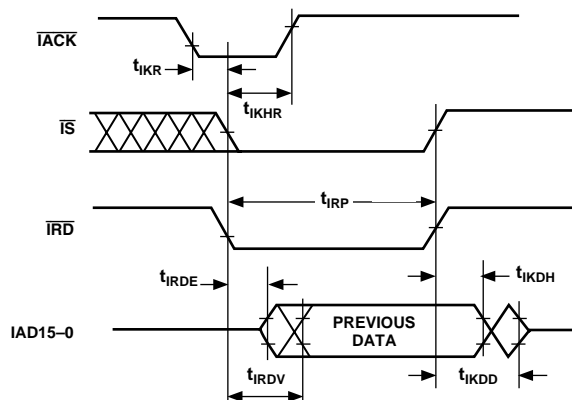 IACK
tIKR
tIKHR
IS
tIRP
IRD
tIRDE
tIKDH
IAD15–0
PREVIOUS
DATA
tIRDV
tIKDD